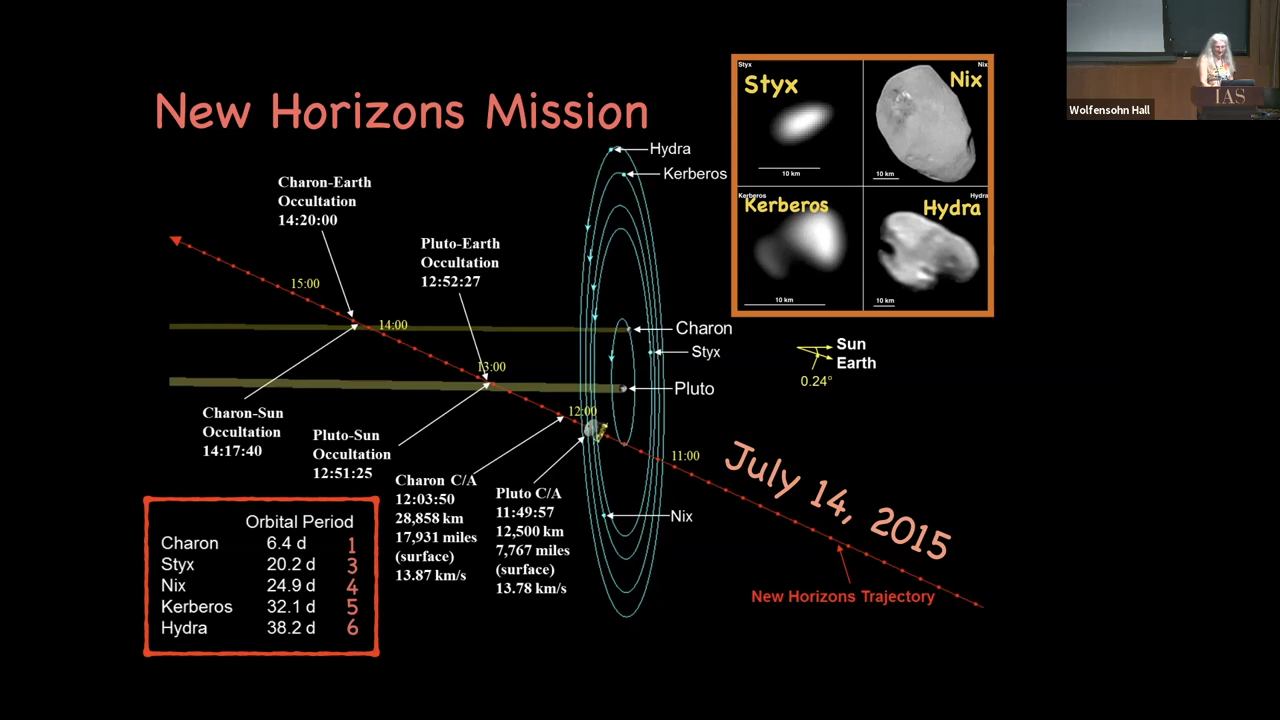 New Horizons Mission
Charon-Earth
Occultation
14:20:00
Pluto-Earth
Occultation
12:52:27
15:00
14:00
13:00
12:00
11:00
Charon-Sun
Occultation
14:17:40
Pluto-Sun
Occultation
12:51:25
Charon C/A
12:03:50
28,858 km
17,931 miles
(surface)
13.87 km/s
Pluto C/A
11:49:57
12,500 km
7,767 miles
(surface)
13.78 km/s
Hydra
Kerberos
Charon
Styx
Pluto
Nix
Styx
Styx
10 km
Nix
Nix
10 km
Kerberos
Kerberos
10 km
Hydra
Hydra
10 km
Sun
Earth
0.24°
July 14, 2015
New Horizons Trajectory
Orbital Period
Charon 6.4 d 1
Styx 20.2 d 3
Nix 24.9 d 4
Kerberos 32.1 d 5
Hydra 38.2 d 6
IAS
Wolfensohn Hall